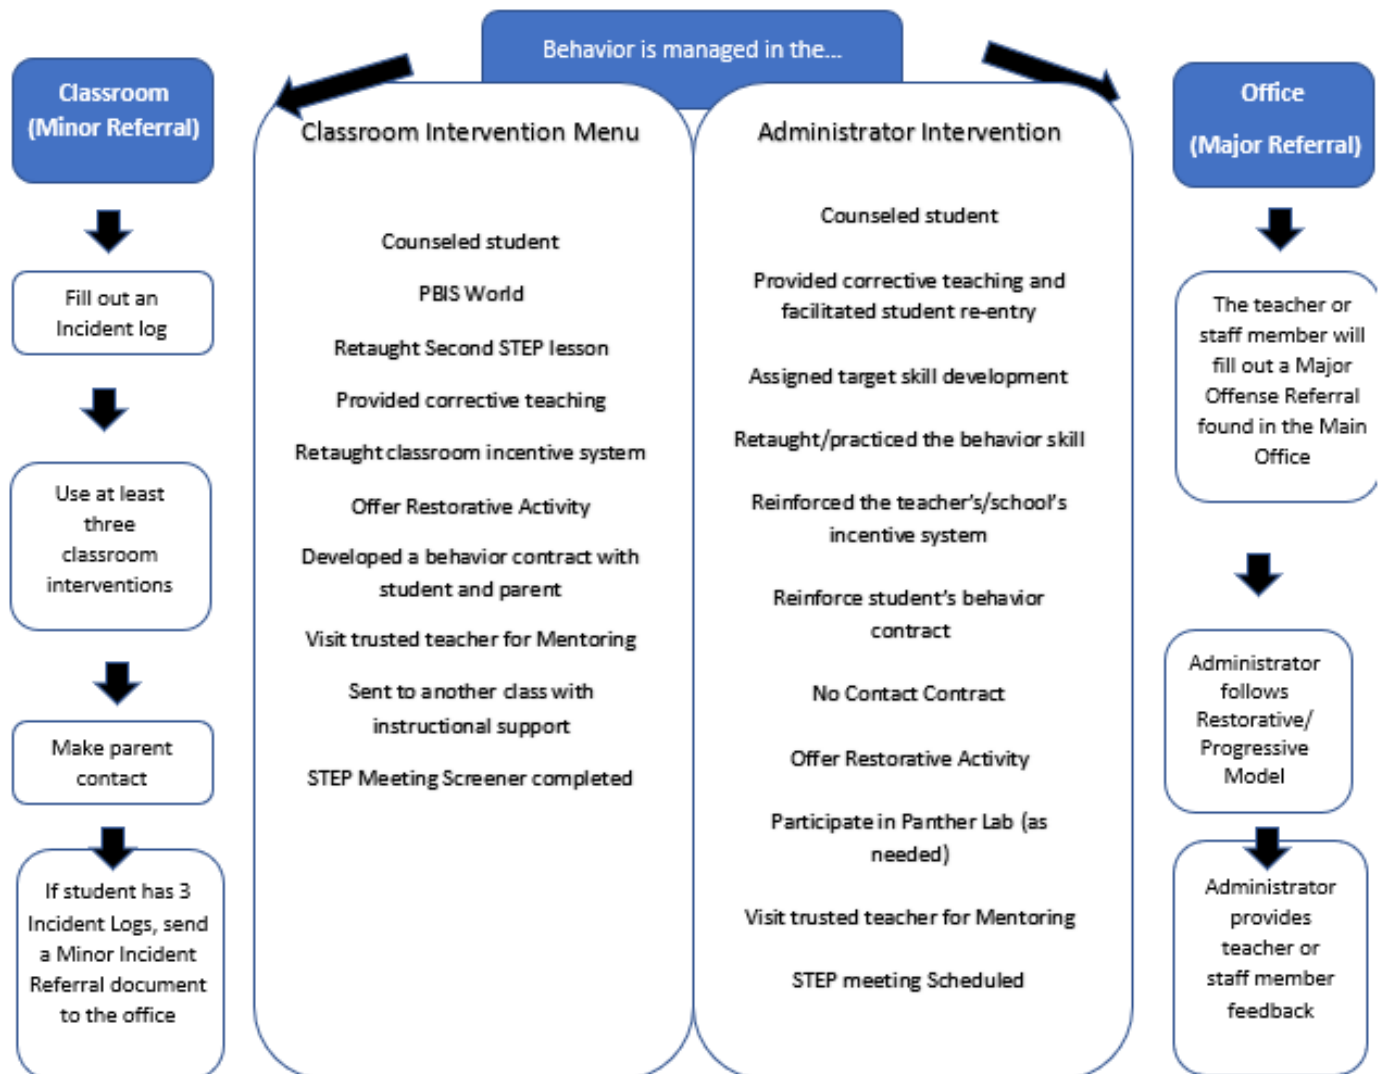 Behavior is managed in the...
Classroom
(Minor Referral)
Fill out an
Incident log
Use at least
three
classroom
interventions
Make parent
contact
If student has 3
Incident Logs, send
a Minor Incident
Referral document
to the office
Classroom Intervention Menu
Counseled student
PBIS World
Retaught Second STEP lesson
Provided corrective teaching
Retaught classroom incentive system
Offer Restorative Activity
Developed a behavior contract with
student and parent
Visit trusted teacher for Mentoring
Sent to another class with
instructional support
STEP Meeting Screener completed
Administrator Intervention
Counseled student
Provided corrective teaching and
facilitated student re-entry
Assigned target skill development
Retaught/practiced the behavior skill
Reinforced the teacher's/school's
incentive system
Reinforce student's behavior
contract
No Contact Contract
Offer Restorative Activity
Participate in Panther Lab (as
needed)
Visit trusted teacher for Mentoring
STEP meeting Scheduled
Office
(Major Referral)
The teacher or
staff member will
fill out a Major
Offense Referral
found in the Main
Office
Administrator
follows
Restorative/
Progressive
Model
Administrator
provides
teacher or
staff member
feedback